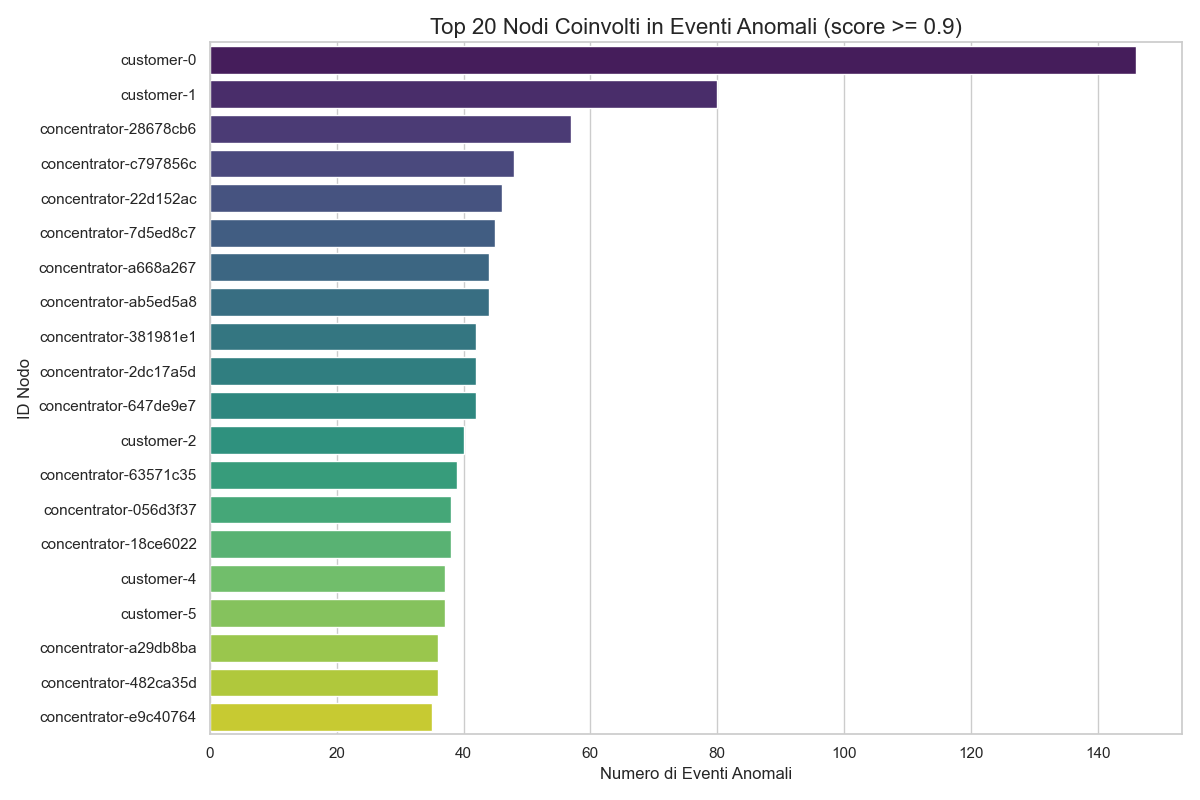 Top 20 Nodi Coinvolti in Eventi Anomali (score >= 0.9)
customer-0
customer-1
concentrator-28678cb6
concentrator-c797856c
concentrator-22d152ac
concentrator-7d5ed8c7
concentrator-a668a267
concentrator-ab5ed5a8
concentrator-381981e1
concentrator-2dc17a5d
concentrator-647de9e7
customer-2
concentrator-63571c35
concentrator-056d3f37
concentrator-18ce6022
customer-4
customer-5
concentrator-a29db8ba
concentrator-482ca35d
concentrator-e9c40764
ID Nodo
0 20 40 60 80 100 120 140
Numero di Eventi Anomali